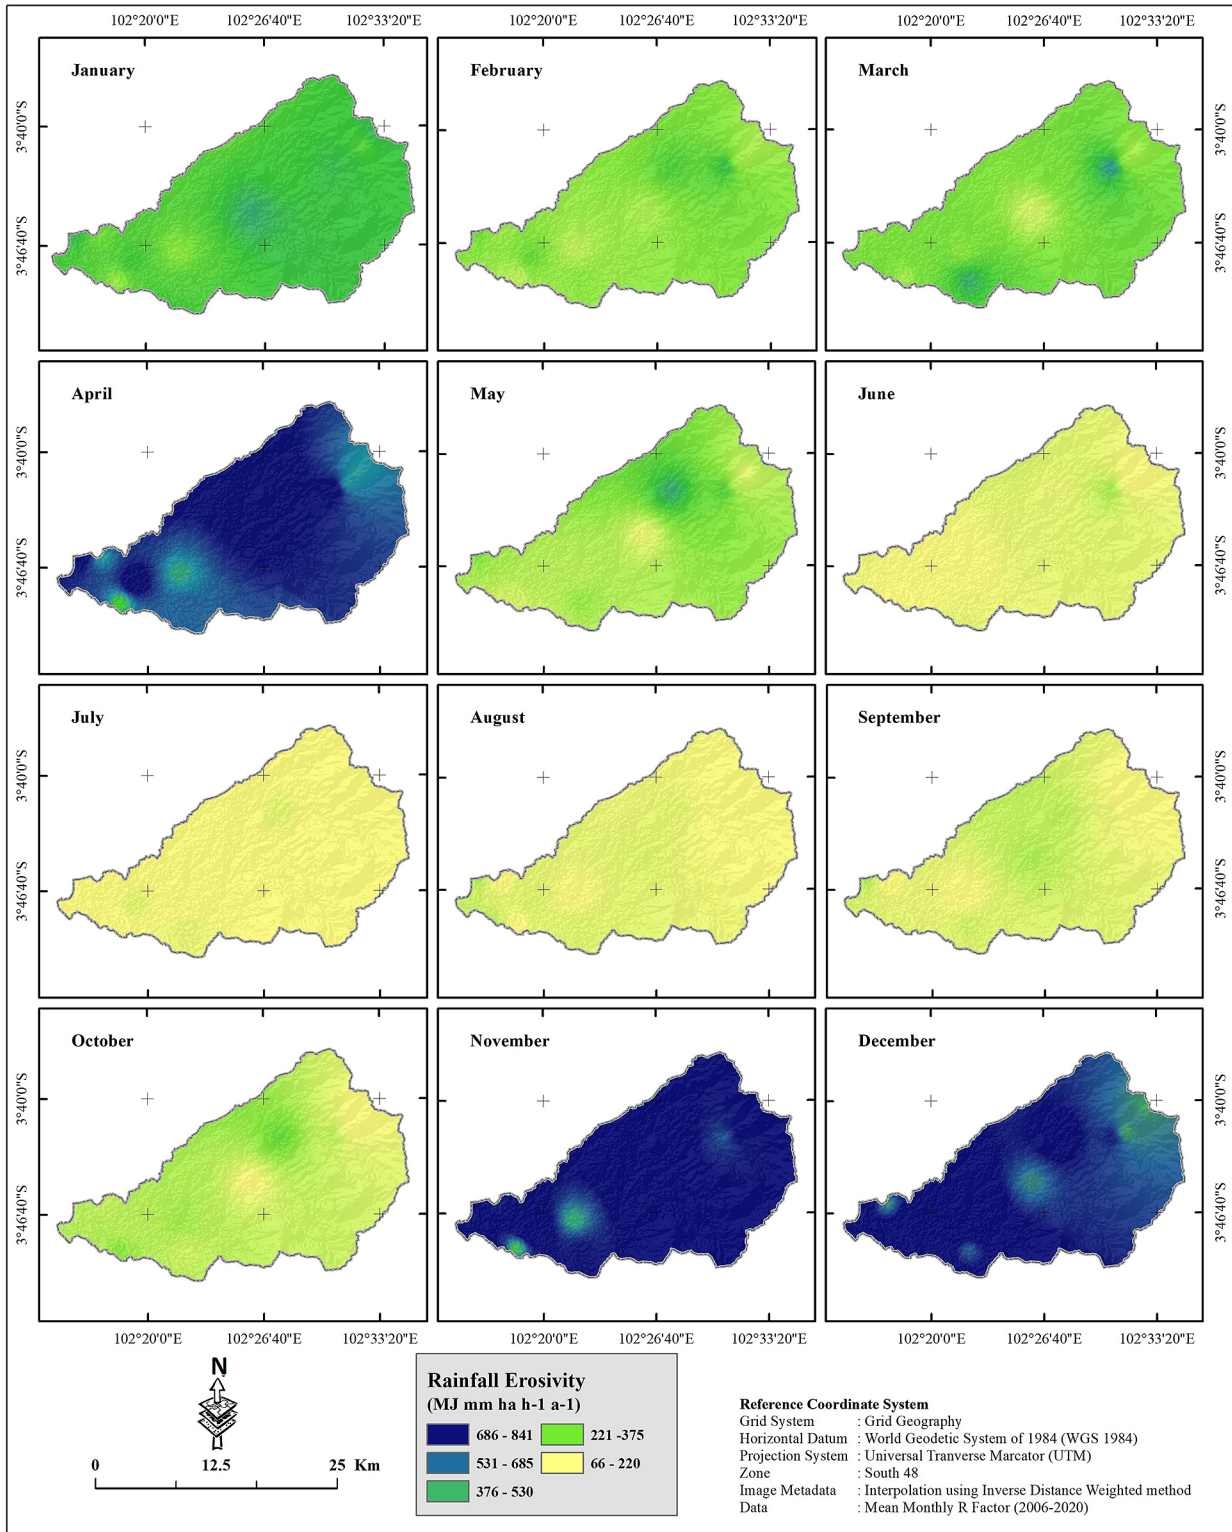 102°20'0"E 102°26'40"E 102°33'20"E 102°20'0"E 102°26'40"E 102°33'20"E 102°20'0"E 102°26'40"E 102°33'20"E
January
February
March
3°40'0"S
3°40'0"S
3°46'40"S
3°46'40"S
April
May
June
3°40'0"S
3°40'0"S
3°46'40"S
3°46'40"S
July
August
September
3°40'0"S
3°40'0"S
3°46'40"S
3°46'40"S
October
November
December
3°40'0"S
3°40'0"S
3°46'40"S
3°46'40"S
102°20'0"E 102°26'40"E 102°33'20"E 102°20'0"E 102°26'40"E 102°33'20"E 102°20'0"E 102°26'40"E 102°33'20"E
N
0 12.5 25 Km
Rainfall Erosivity
(MJ mm ha h-1 a-1)
686 - 841 221 -375
531 - 685 66 - 220
376 - 530
Reference Coordinate System
Grid System : Grid Geography
Horizontal Datum : World Geodetic System of 1984 (WGS 1984)
Projection System : Universal Tranverse Marcator (UTM)
Zone : South 48
Image Metadata : Interpolation using Inverse Distance Weighted method
Data : Mean Monthly R Factor (2006-2020)